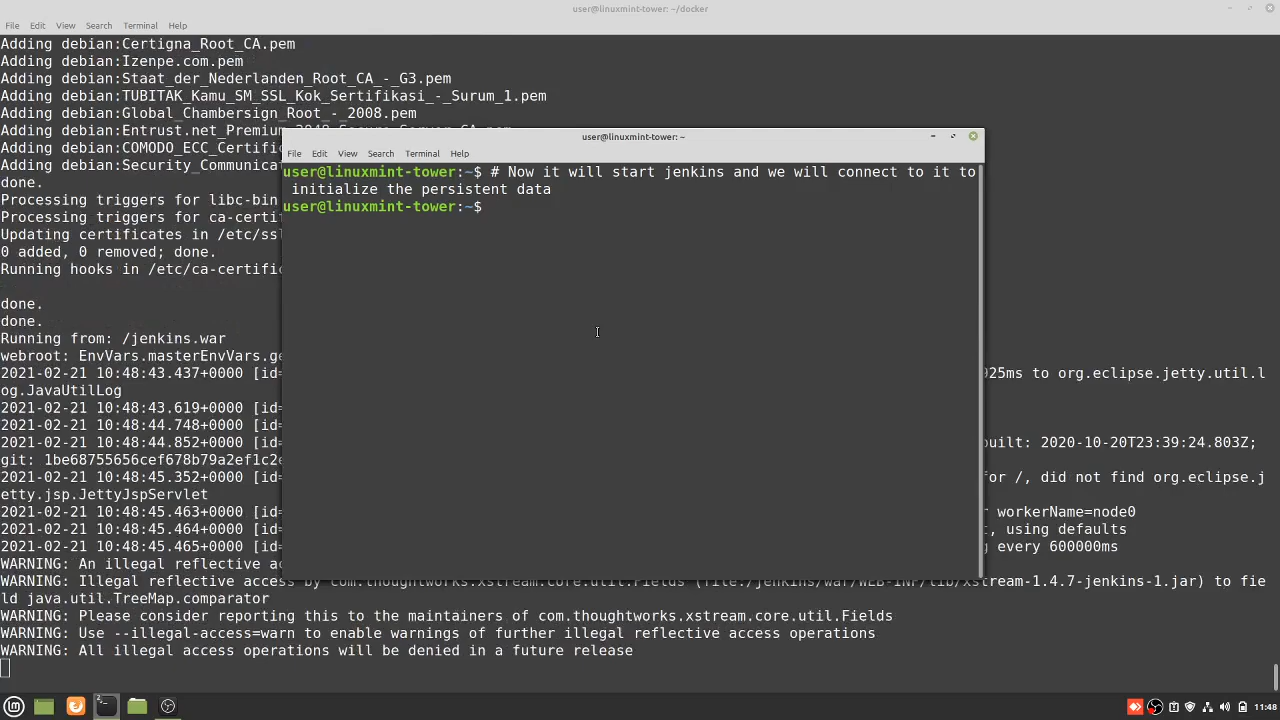 user@linuxmint-tower: ~/docker
File Edit View Search Terminal Help
Adding debian:Certigna_Root_CA.pem
Adding debian:Izenpe.com.pem
Adding debian:Staat_der_Nederlanden_Root_CA_-_G3.pem
Adding debian:TUBITAK_Kamu_SM_SSL_Kok_Sertifikasi_-_Surum_1.pem
Adding debian:Global_Chambersign_Root_-_2008.pem
Adding debian:Entrust.net_Premium_2048_Secure_Server_CA.pem
Adding debian:COMODO_ECC_Certifi
Adding debian:Security_Communica
done.
Processing triggers for libc-bin
Processing triggers for ca-certif
Updating certificates in /etc/ssl
0 added, 0 removed; done.
Running hooks in /etc/ca-certific
done.
done.
Running from: /jenkins.war
webroot: EnvVars.masterEnvVars.ge
2021-02-21 10:48:43.437+0000 [id= 925ms to org.eclipse.jetty.util.l
og.JavaUtilLog
2021-02-21 10:48:43.619+0000 [id=
2021-02-21 10:48:44.748+0000 [id=
2021-02-21 10:48:44.852+0000 [id= built: 2020-10-20T23:39:24.803Z;
git: 1be68755656cef678b79a2ef1c2e
2021-02-21 10:48:45.352+0000 [id= for /, did not find org.eclipse.j
etty.jsp.JettyJspServlet
2021-02-21 10:48:45.463+0000 [id= r workerName=node0
2021-02-21 10:48:45.464+0000 [id= t, using defaults
2021-02-21 10:48:45.465+0000 [id= g every 600000ms
WARNING: An illegal reflective ac
WARNING: Illegal reflective access by com.thoughtworks.xstream.core.util.Fields (file:/jenkins/war/WEB-INF/lib/xstream-1.4.7-jenkins-1.jar) to fie
ld java.util.TreeMap.comparator
WARNING: Please consider reporting this to the maintainers of com.thoughtworks.xstream.core.util.Fields
WARNING: Use --illegal-access=warn to enable warnings of further illegal reflective access operations
WARNING: All illegal access operations will be denied in a future release
user@linuxmint-tower: ~
File Edit View Search Terminal Help
user@linuxmint-tower:~$ # Now it will start jenkins and we will connect to it to
initialize the persistent data
user@linuxmint-tower:~$
11:48